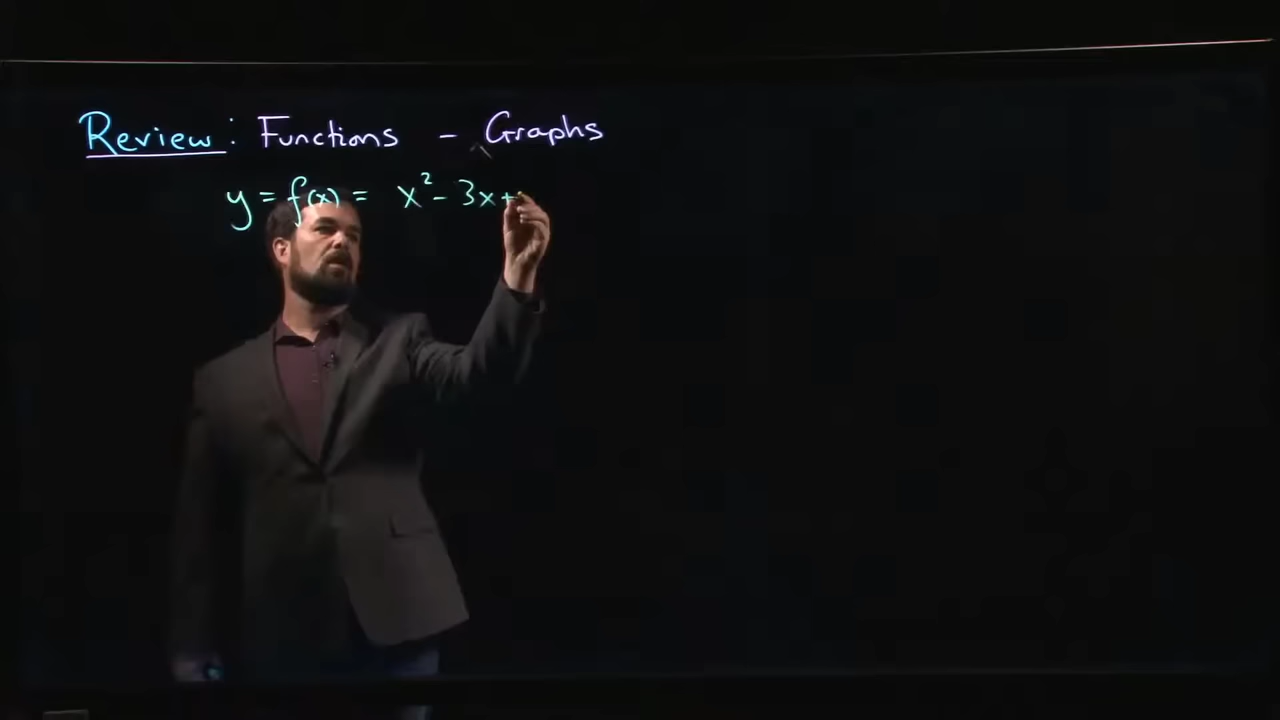 Review: Functions - Graphs
y = f(x) = x² - 3x +